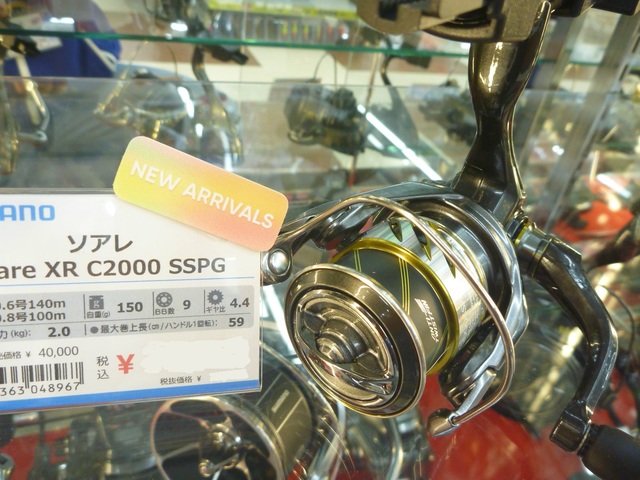 NEW ARRIVALS
ANO
ソアレ
are XR C2000 SSPG
.6号140m
.8号100m
自重(g) 150
BB数 9
ギヤ比 4.4
力(kg): 2.0
●最大巻上長(cm/ハンドル1回転): 59
価格 ¥ 40,000
税込 ¥
税抜価格 ¥
363048967